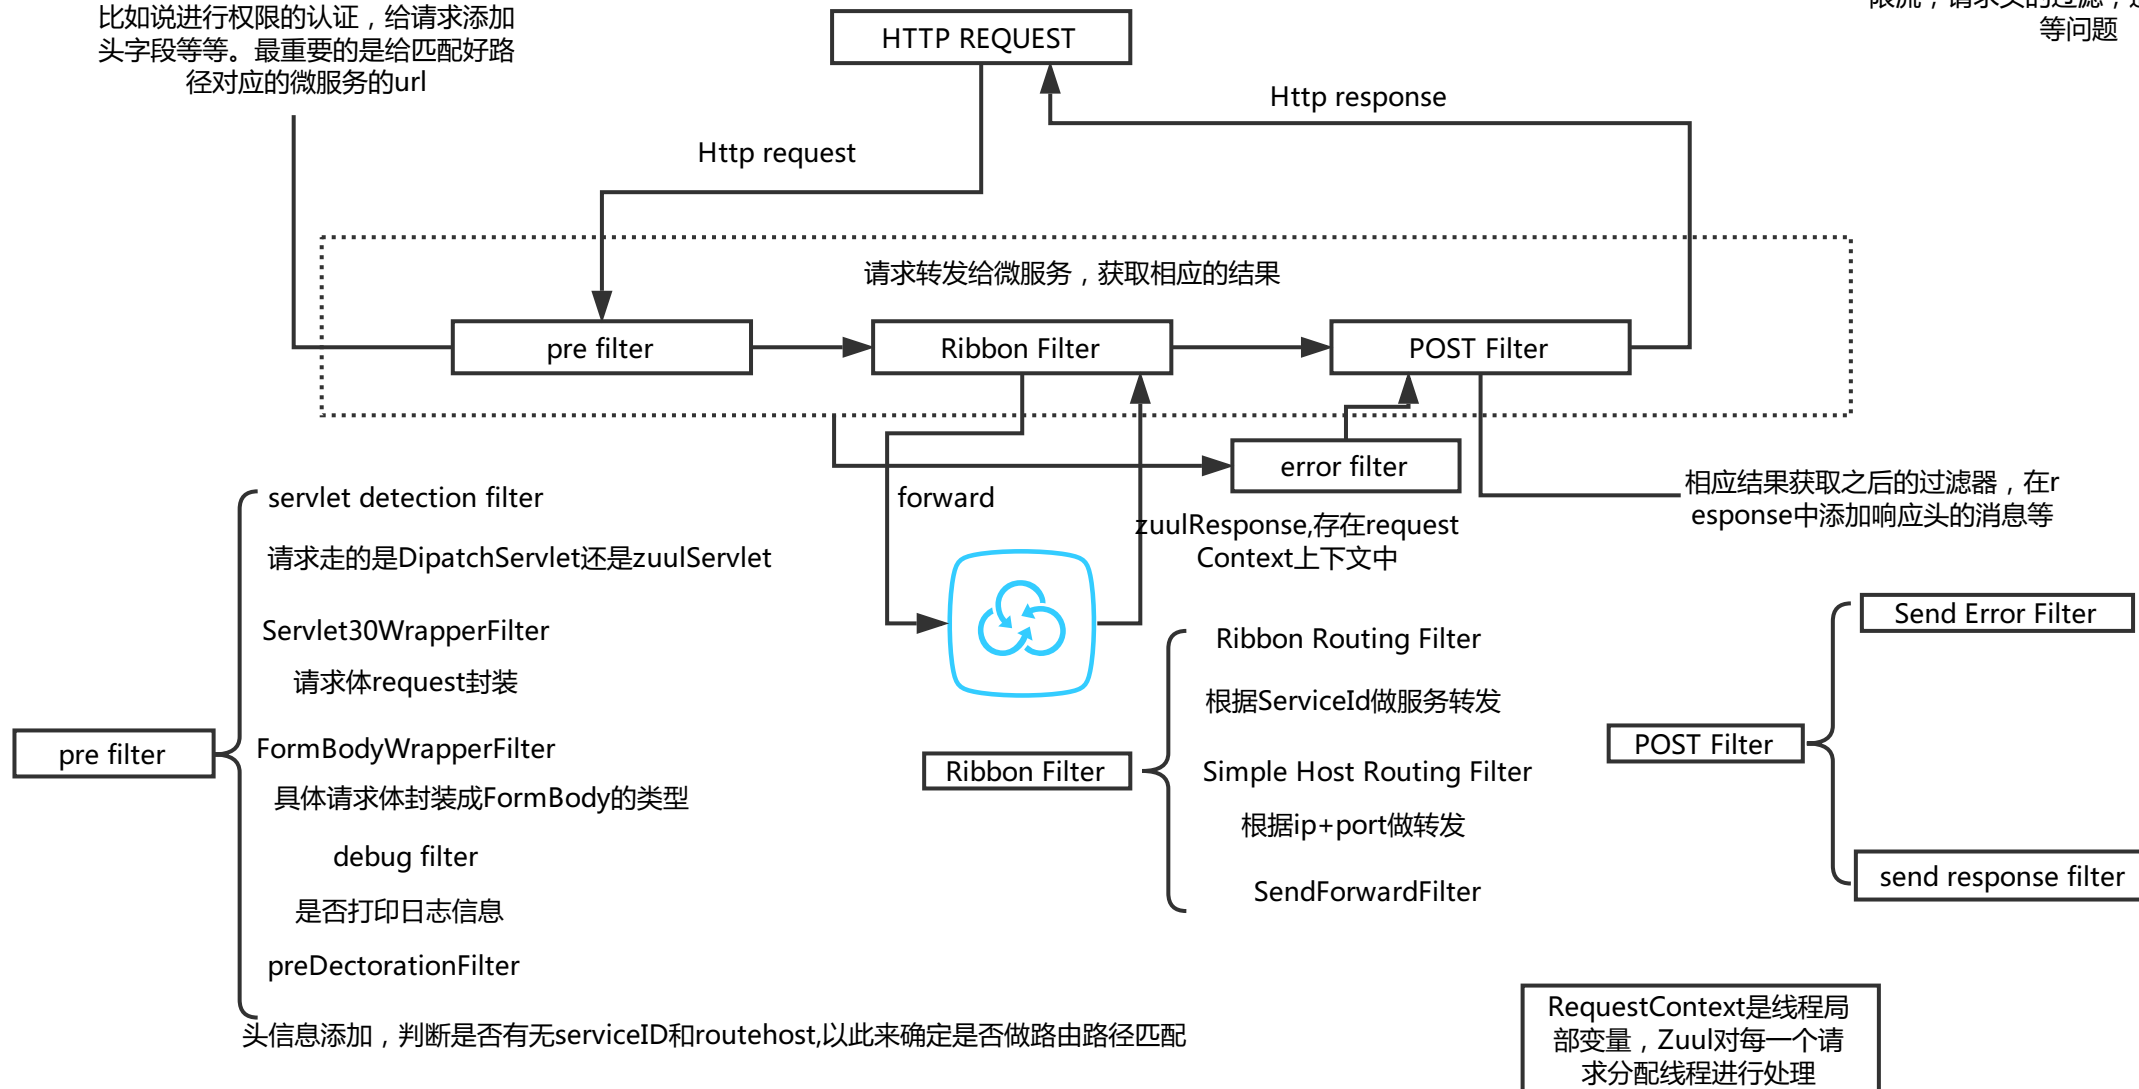 比如说进行权限的认证，给请求添加
头字段等等。最重要的是给匹配好路
径对应的微服务的url
HTTP REQUEST
等问题
Http response
Http request
请求转发给微服务，获取相应的结果
pre filter
Ribbon Filter
POST Filter
error filter
forward
zuulResponse,存在request
Context上下文中
相应结果获取之后的过滤器，在r
esponse中添加响应头的消息等
servlet detection filter
请求走的是DipatchServlet还是zuulServlet
Servlet30WrapperFilter
请求体request封装
pre filter
FormBodyWrapperFilter
具体请求体封装成FormBody的类型
debug filter
是否打印日志信息
preDectorationFilter
头信息添加，判断是否有无serviceID和routehost,以此来确定是否做路由路径匹配
Ribbon Filter
Ribbon Routing Filter
根据ServiceId做服务转发
Simple Host Routing Filter
根据ip+port做转发
SendForwardFilter
POST Filter
Send Error Filter
send response filter
RequestContext是线程局
部变量，Zuul对每一个请
求分配线程进行处理